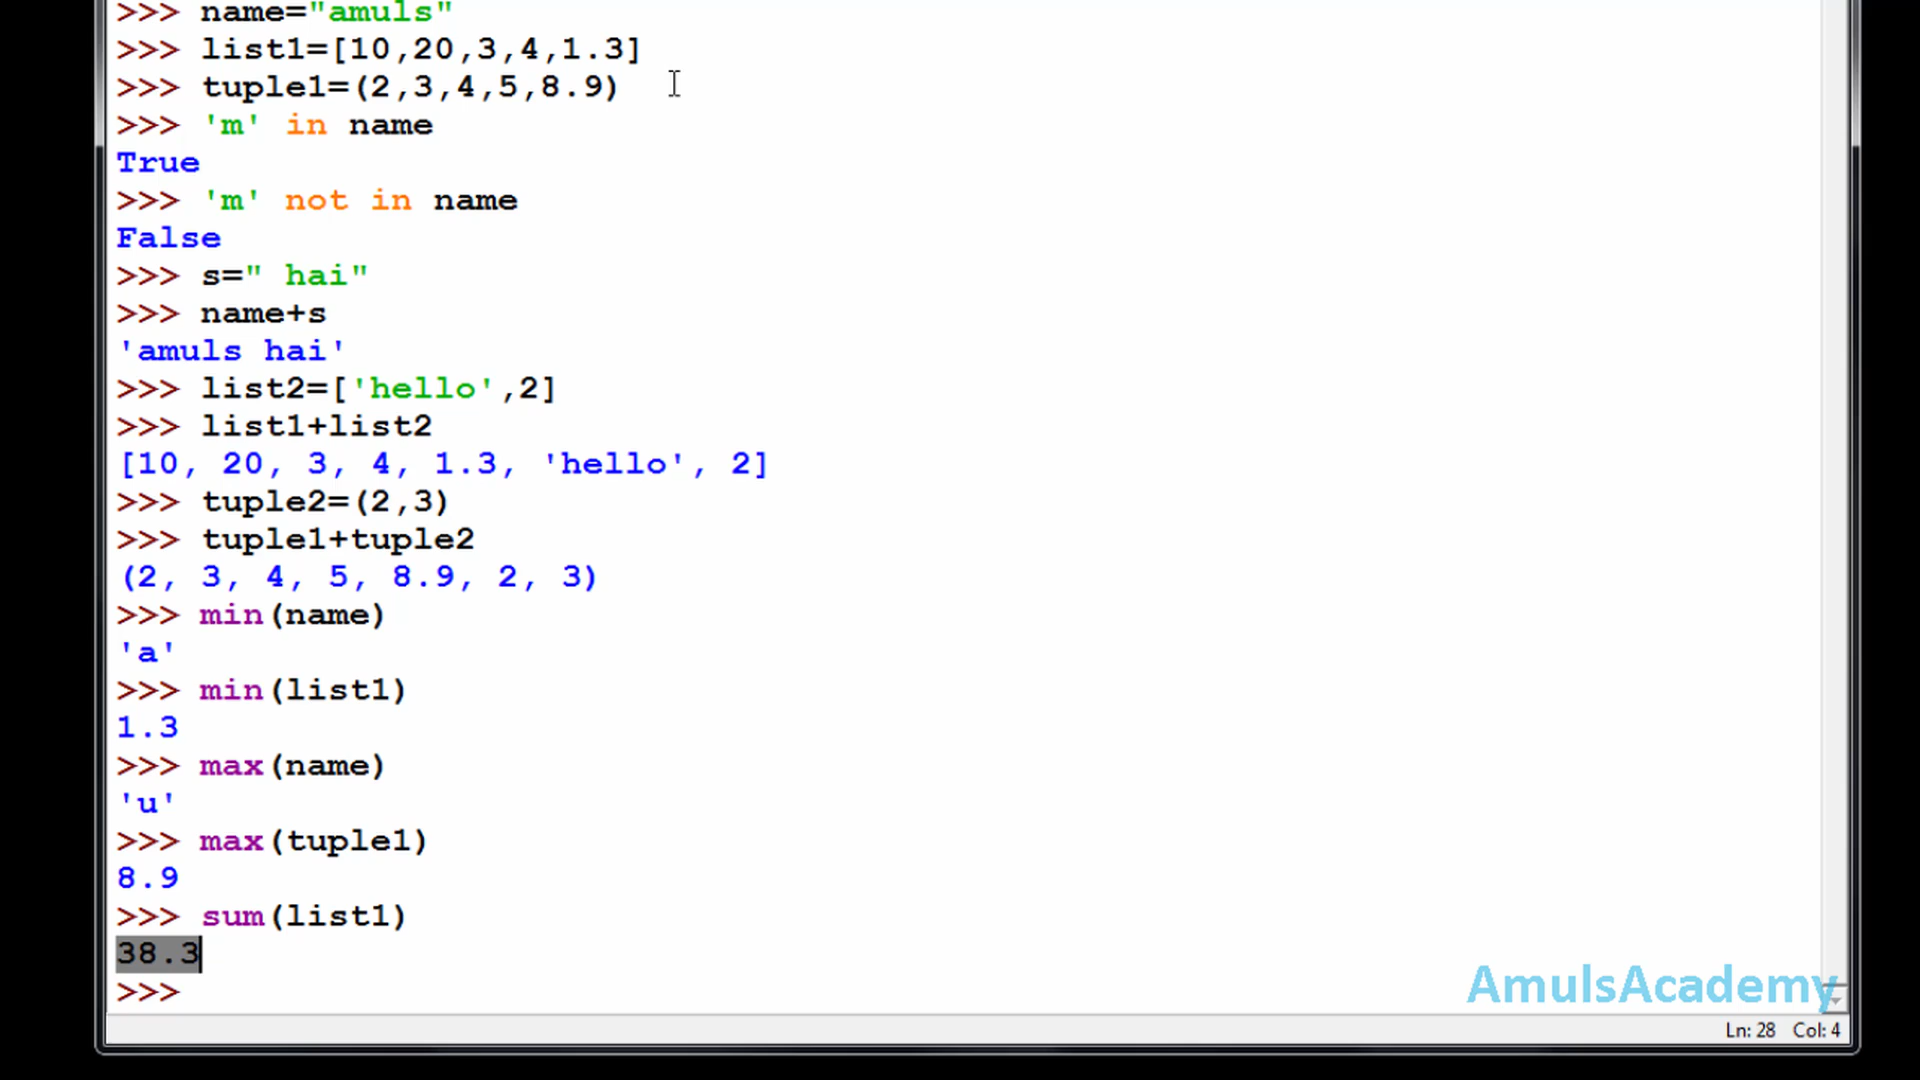 >>> name="amuls"
>>> list1=[10,20,3,4,1.3]
>>> tuple1=(2,3,4,5,8.9)
>>> 'm' in name
True
>>> 'm' not in name
False
>>> s=" hai"
>>> name+s
'amuls hai'
>>> list2=['hello',2]
>>> list1+list2
[10, 20, 3, 4, 1.3, 'hello', 2]
>>> tuple2=(2,3)
>>> tuple1+tuple2
(2, 3, 4, 5, 8.9, 2, 3)
>>> min(name)
'a'
>>> min(list1)
1.3
>>> max(name)
'u'
>>> max(tuple1)
8.9
>>> sum(list1)
38.3
>>>
AmulsAcademy
Ln: 28 Col: 4